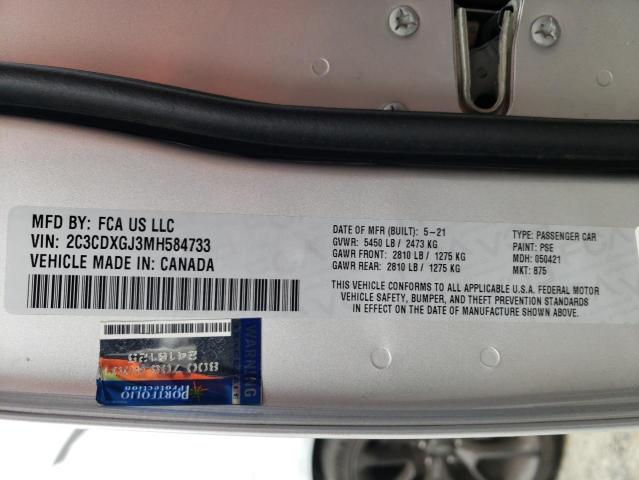 MFD BY: FCA US LLC
VIN: 2C3CDXGJ3MH584733
VEHICLE MADE IN: CANADA
DATE OF MFR (BUILT): 5-21
GVWR: 5450 LB / 2473 KG
GAWR FRONT: 2810 LB / 1275 KG
GAWR REAR: 2810 LB / 1275 KG
TYPE: PASSENGER CAR
PAINT: PSE
MDH: 050421
MKT: 875
THIS VEHICLE CONFORMS TO ALL APPLICABLE U.S.A. FEDERAL MOTOR
VEHICLE SAFETY, BUMPER, AND THEFT PREVENTION STANDARDS
IN EFFECT ON THE DATE OF MANUFACTURE SHOWN ABOVE.
WARNING
PORTFOLIO
Protection